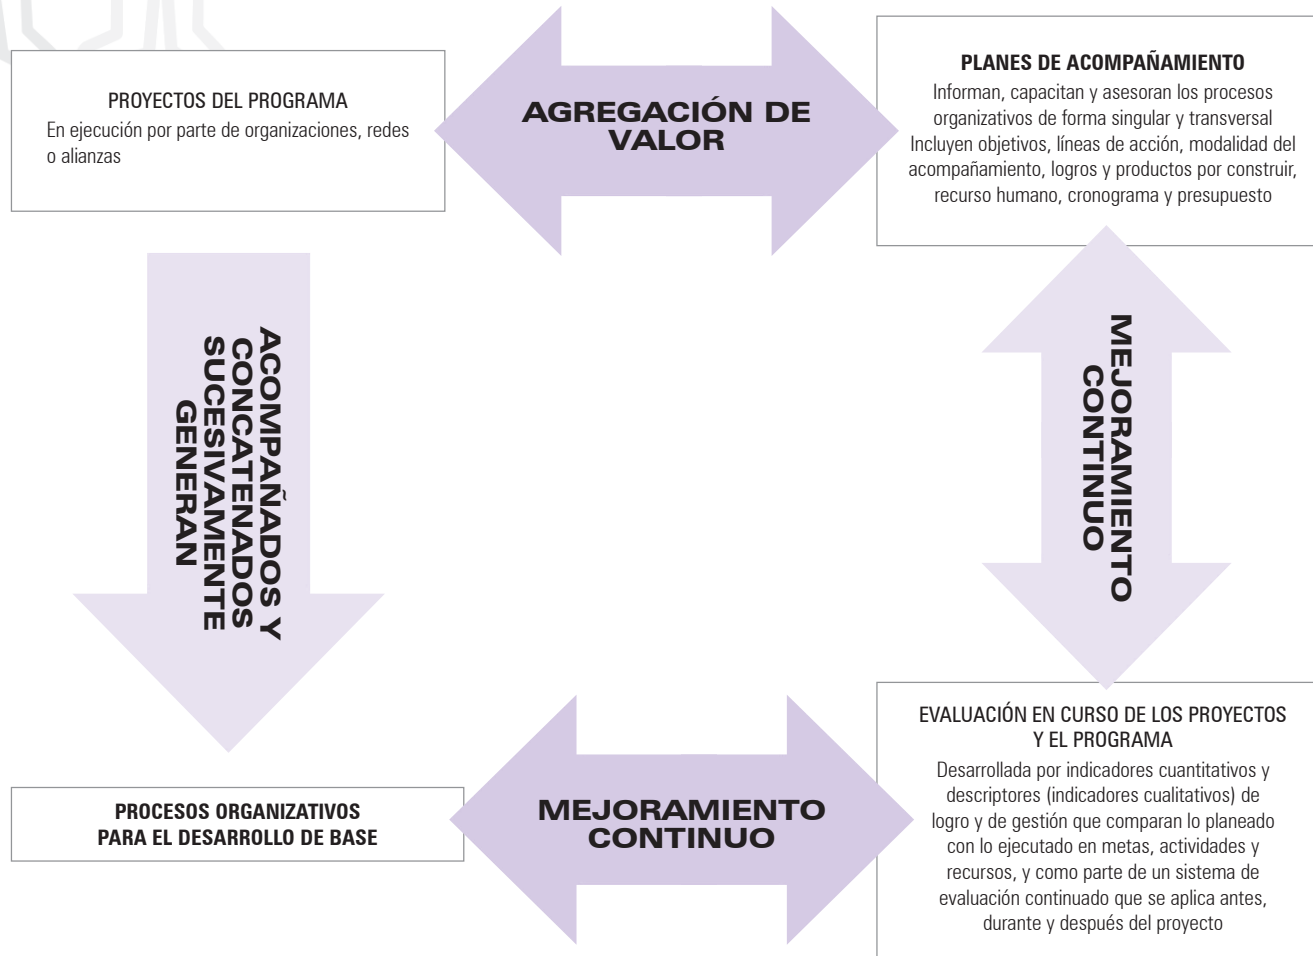 PROYECTOS DEL PROGRAMA
En ejecución por parte de organizaciones, redes
o alianzas
AGREGACIÓN DE
VALOR
PLANES DE ACOMPAÑAMIENTO
Informan, capacitan y asesoran los procesos
organizativos de forma singular y transversal
Incluyen objetivos, líneas de acción, modalidad del
acompañamiento, logros y productos por construir,
recurso humano, cronograma y presupuesto
ACOMPAÑADOS Y
CONCATENADOS
SUCESIVAMENTE
GENERAN
MEJORAMIENTO
CONTINUO
PROCESOS ORGANIZATIVOS
PARA EL DESARROLLO DE BASE
MEJORAMIENTO
CONTINUO
EVALUACIÓN EN CURSO DE LOS PROYECTOS
Y EL PROGRAMA
Desarrollada por indicadores cuantitativos y
descriptores (indicadores cualitativos) de
logro y de gestión que comparan lo planeado
con lo ejecutado en metas, actividades y
recursos, y como parte de un sistema de
evaluación continuado que se aplica antes,
durante y después del proyecto